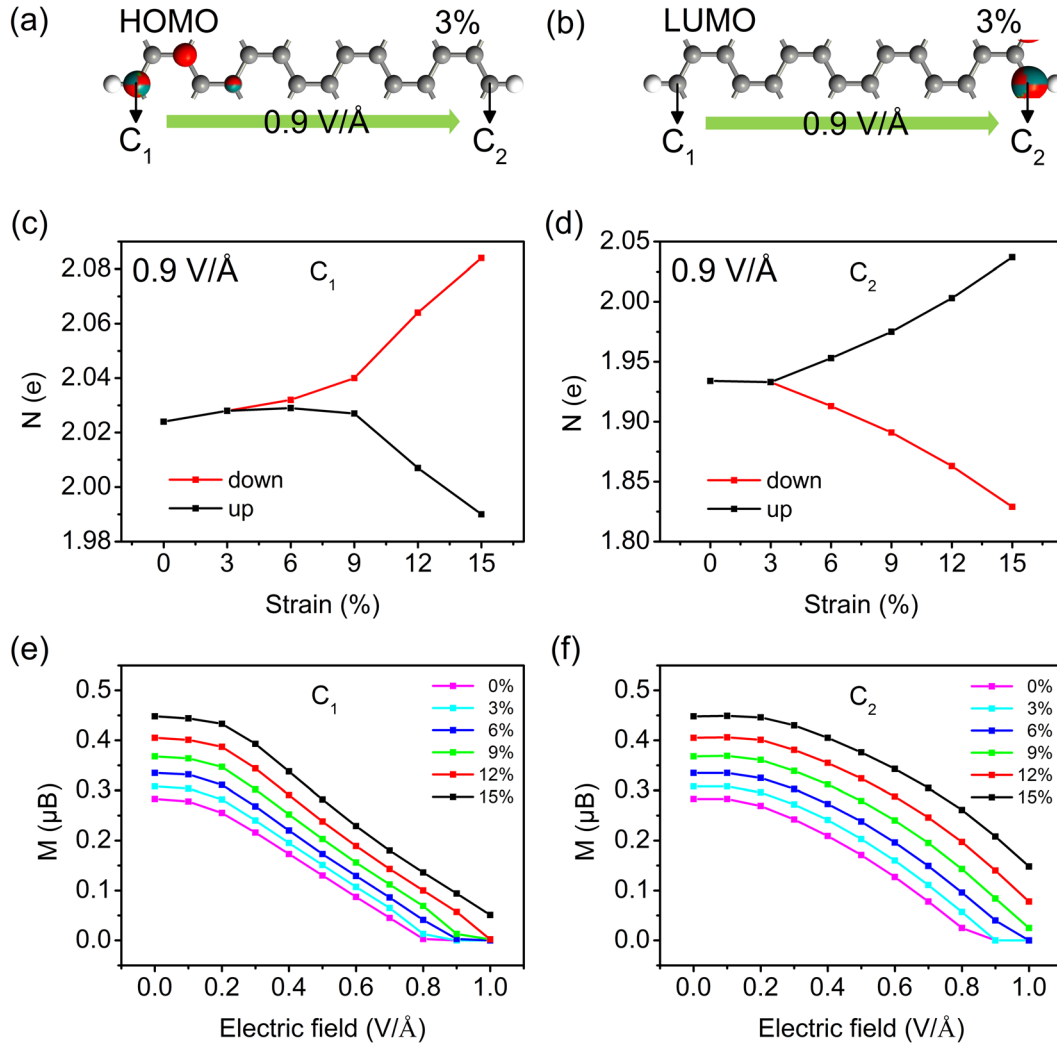 (a) HOMO 3%
0.9 V/Å
C₁ C₂
(b) LUMO 3%
0.9 V/Å
C₁ C₂
(c)
0.9 V/Å C₁
2.08
2.06
2.04
2.02
2.00
1.98
N (e)
down
up
0 3 6 9 12 15
Strain (%)
(d)
0.9 V/Å C₂
2.05
2.00
1.95
1.90
1.85
1.80
N (e)
down
up
0 3 6 9 12 15
Strain (%)
(e)
C₁
0.5
0.4
0.3
0.2
0.1
0.0
M (μB)
0%
3%
6%
9%
12%
15%
0.0 0.2 0.4 0.6 0.8 1.0
Electric field (V/Å)
(f)
C₂
0.5
0.4
0.3
0.2
0.1
0.0
M (μB)
0%
3%
6%
9%
12%
15%
0.0 0.2 0.4 0.6 0.8 1.0
Electric field (V/Å)